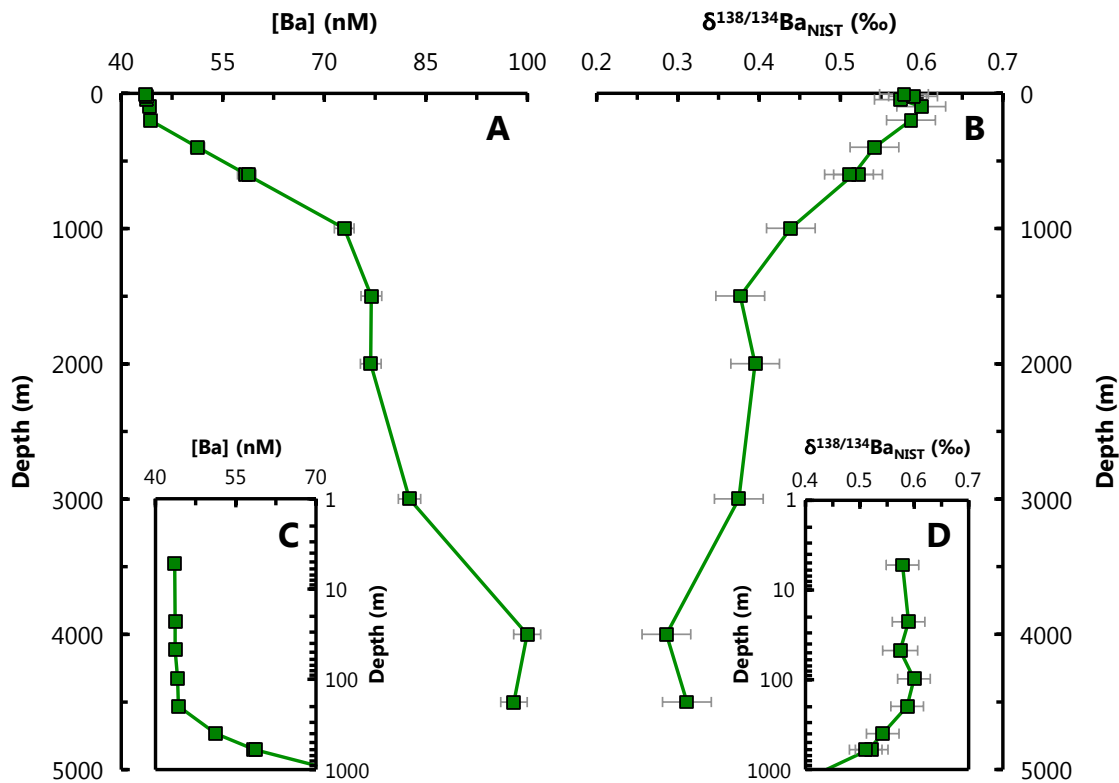 [Ba] (nM)
40 55 70 85 100
δ138/134BaNIST (‰)
0.2 0.3 0.4 0.5 0.6 0.7
A
B
0
1000
2000
3000
4000
5000
Depth (m)
0
1000
2000
3000
4000
5000
Depth (m)
[Ba] (nM)
40 55 70
C
1
10
100
1000
Depth (m)
δ138/134BaNIST (‰)
0.4 0.5 0.6 0.7
D
1
10
100
1000
Depth (m)